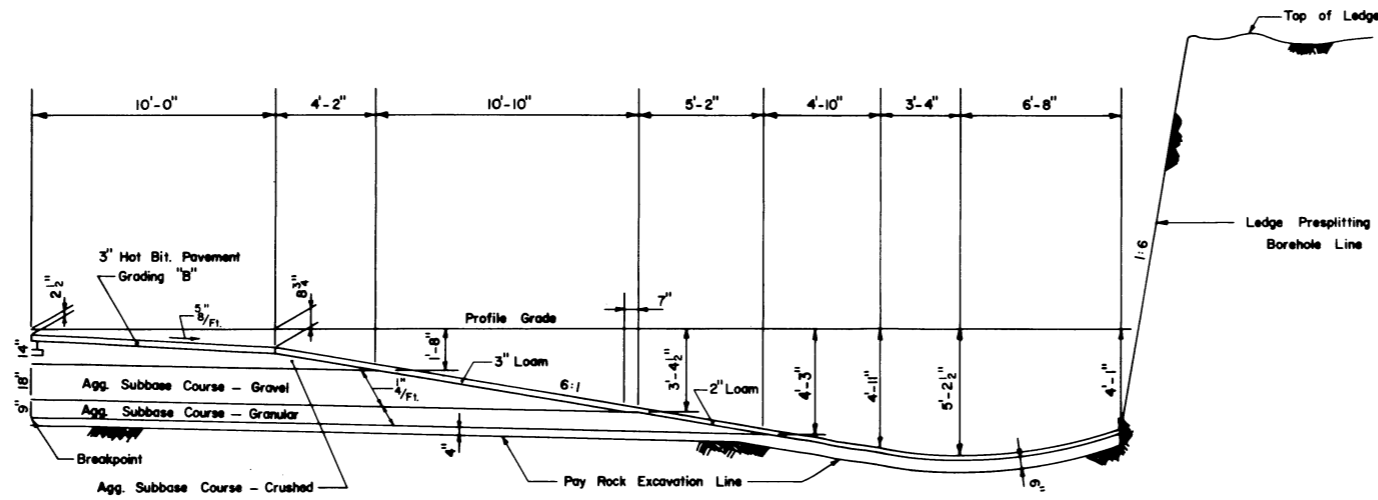 Top of Ledge
10'-0"
4'-2"
10'-10"
5'-2"
4'-10"
3'-4"
6'-8"
Ledge Presplitting
Borehole Line
1:6
3" Hot Bit. Pavement
Grading "B"
2 1/2"
5/8"/Ft.
8 3/4"
7"
Profile Grade
14"
1'-8"
3" Loam
6:1
3'-4 1/2"
2" Loam
4'-3"
4'-11"
5'-2 1/2"
4'-1"
18"
Agg. Subbase Course - Gravel
1/4"/Ft.
9"
Agg. Subbase Course - Granular
4"
Breakpoint
Pay Rock Excavation Line
Agg. Subbase Course - Crushed